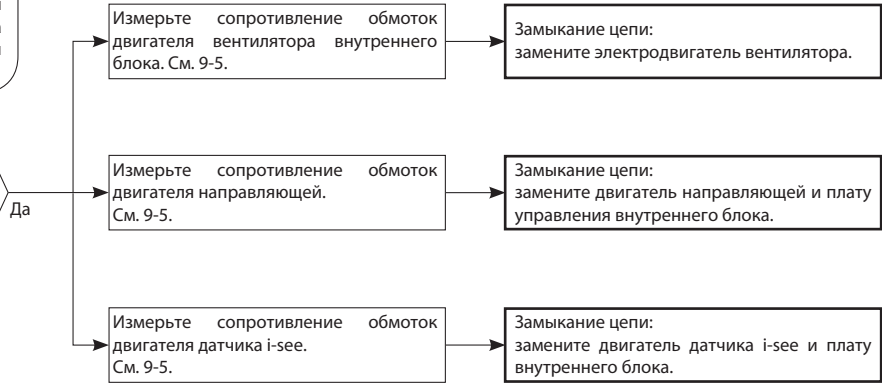 и
а
и
Измерьте сопротивление обмоток
двигателя вентилятора внутреннего
блока. См. 9-5.
Замыкание цепи:
замените электродвигатель вентилятора.
Да
Измерьте сопротивление обмоток
двигателя направляющей.
См. 9-5.
Замыкание цепи:
замените двигатель направляющей и плату
управления внутреннего блока.
Измерьте сопротивление обмоток
двигателя датчика i-see.
См. 9-5.
Замыкание цепи:
замените двигатель датчика i-see и плату
внутреннего блока.